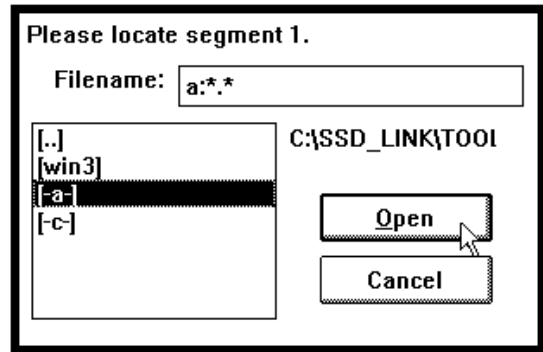 Please locate segment 1.
Filename: a:*.*
[..]
[win3]
[-a-]
[-c-]
C:\SSD_LINK\TOOL
Open
Cancel